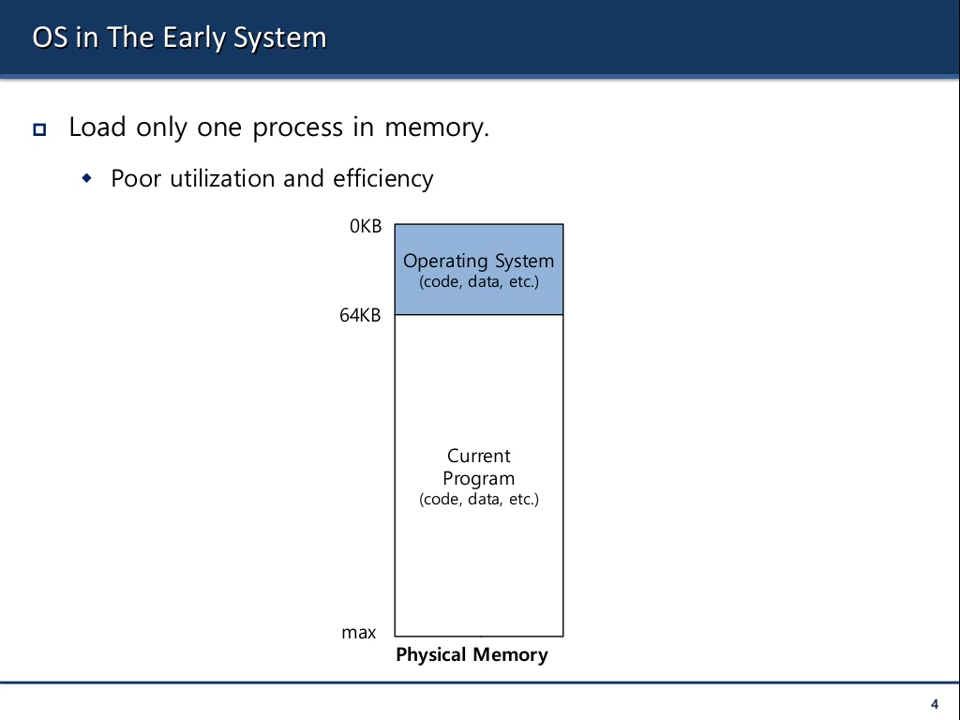 OS in The Early System
Load only one process in memory.
Poor utilization and efficiency
0KB
Operating System
(code, data, etc.)
64KB
Current
Program
(code, data, etc.)
max
Physical Memory
4